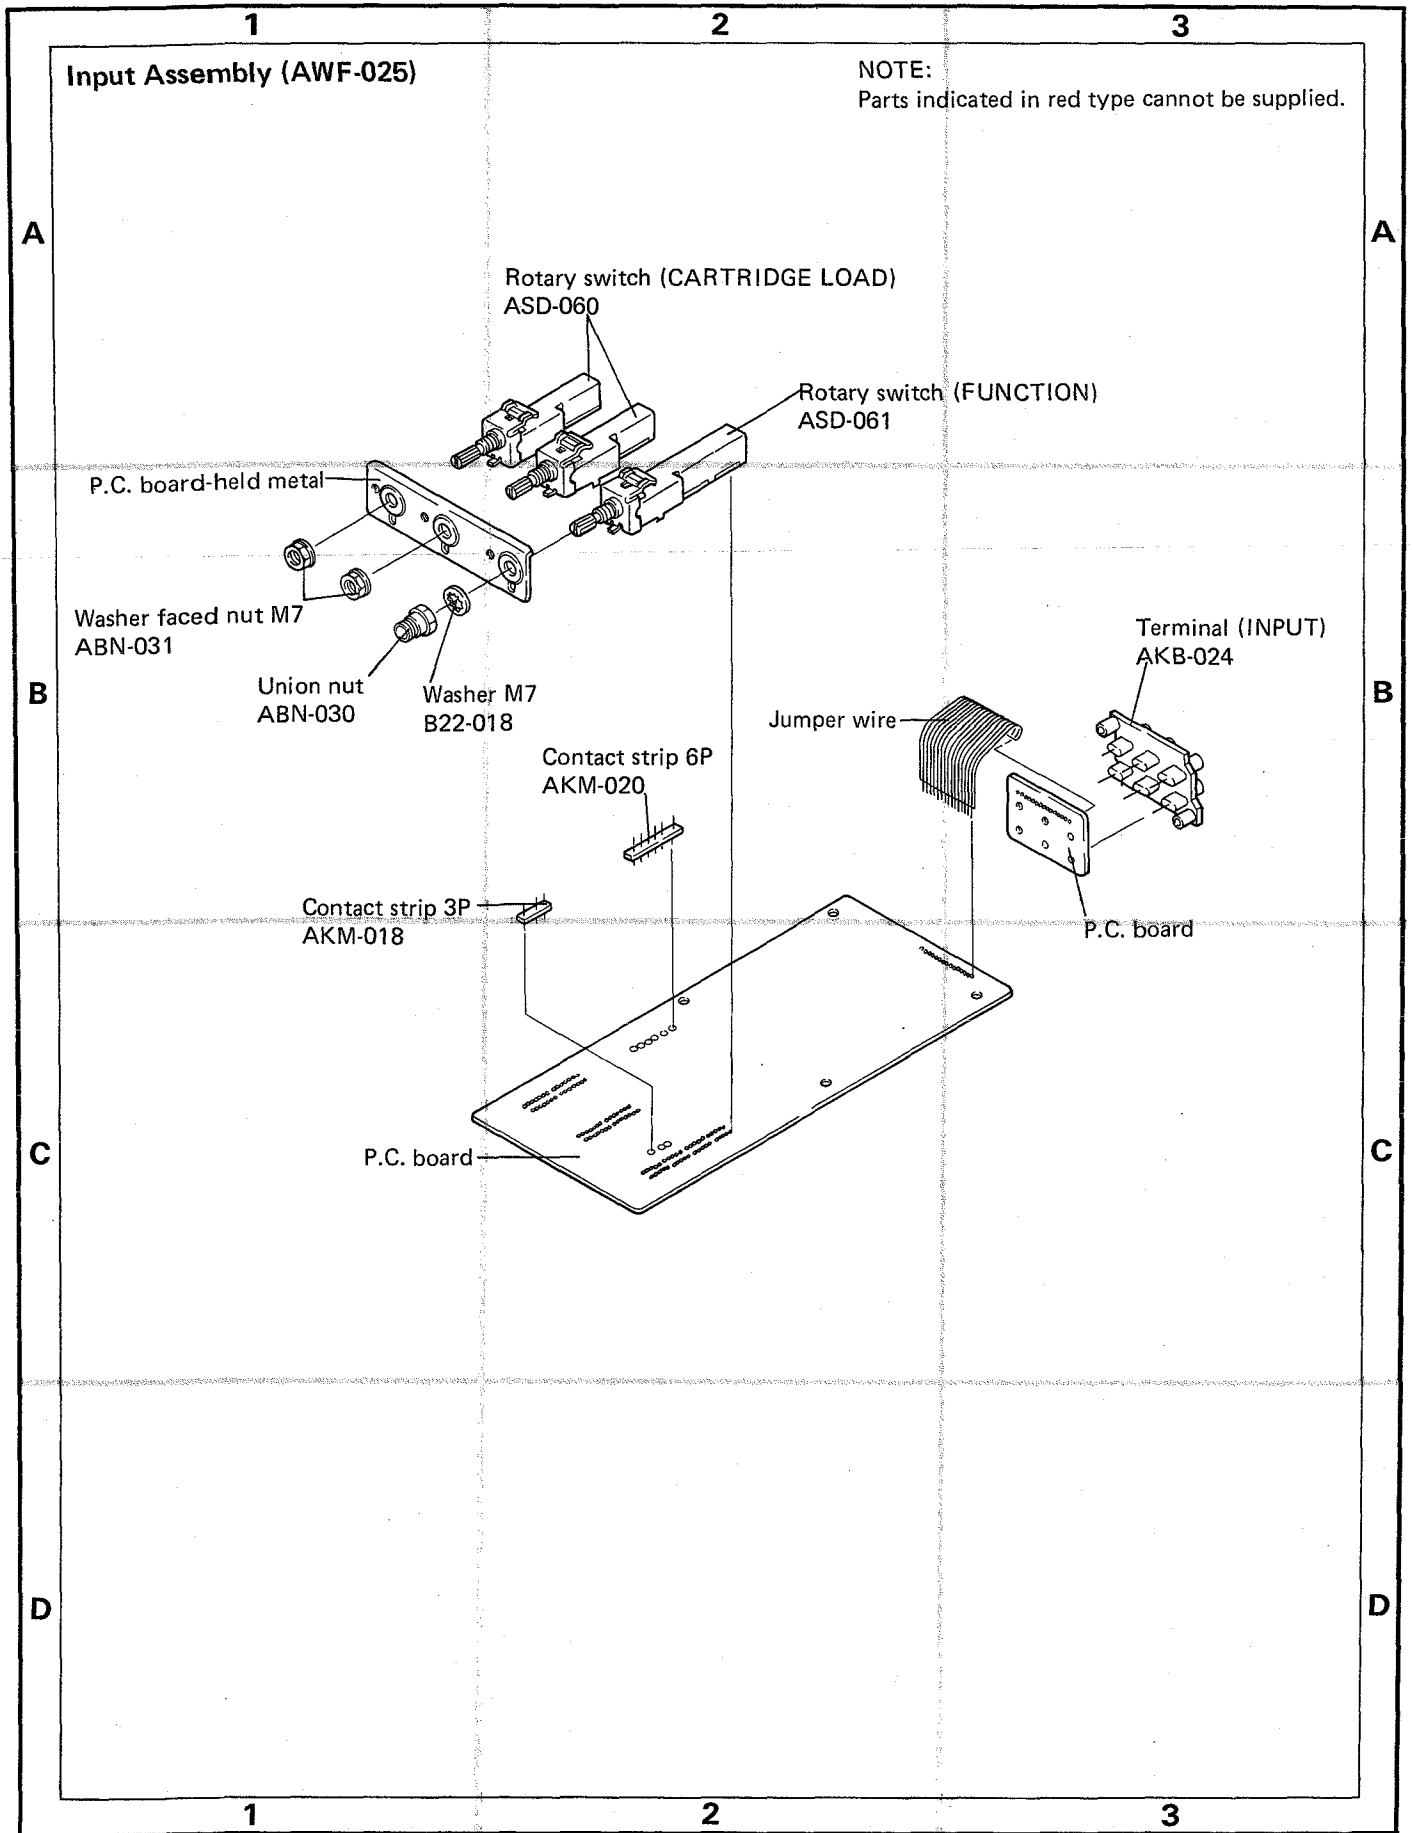 1 2 3
Input Assembly (AWF-025)
NOTE:
Parts indicated in red type cannot be supplied.
A A
Rotary switch (CARTRIDGE LOAD)
ASD-060
Rotary switch (FUNCTION)
ASD-061
P.C. board-held metal
Washer faced nut M7
ABN-031
Union nut
ABN-030
Washer M7
B22-018
Terminal (INPUT)
AKB-024
B B
Jumper wire
Contact strip 6P
AKM-020
Contact strip 3P
AKM-018
P.C. board
P.C. board
C C
D D
1 2 3